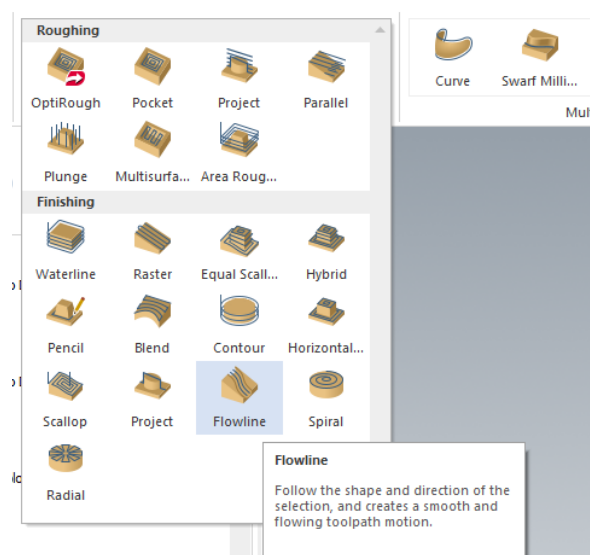 Roughing
OptiRough Pocket Project Parallel
Plunge Multisurfa... Area Roug...
Finishing
Waterline Raster Equal Scall... Hybrid
Pencil Blend Contour Horizontal...
Scallop Project Flowline Spiral
Radial
Flowline
Follow the shape and direction of the
selection, and creates a smooth and
flowing toolpath motion.
Curve Swarf Milli...
Mul